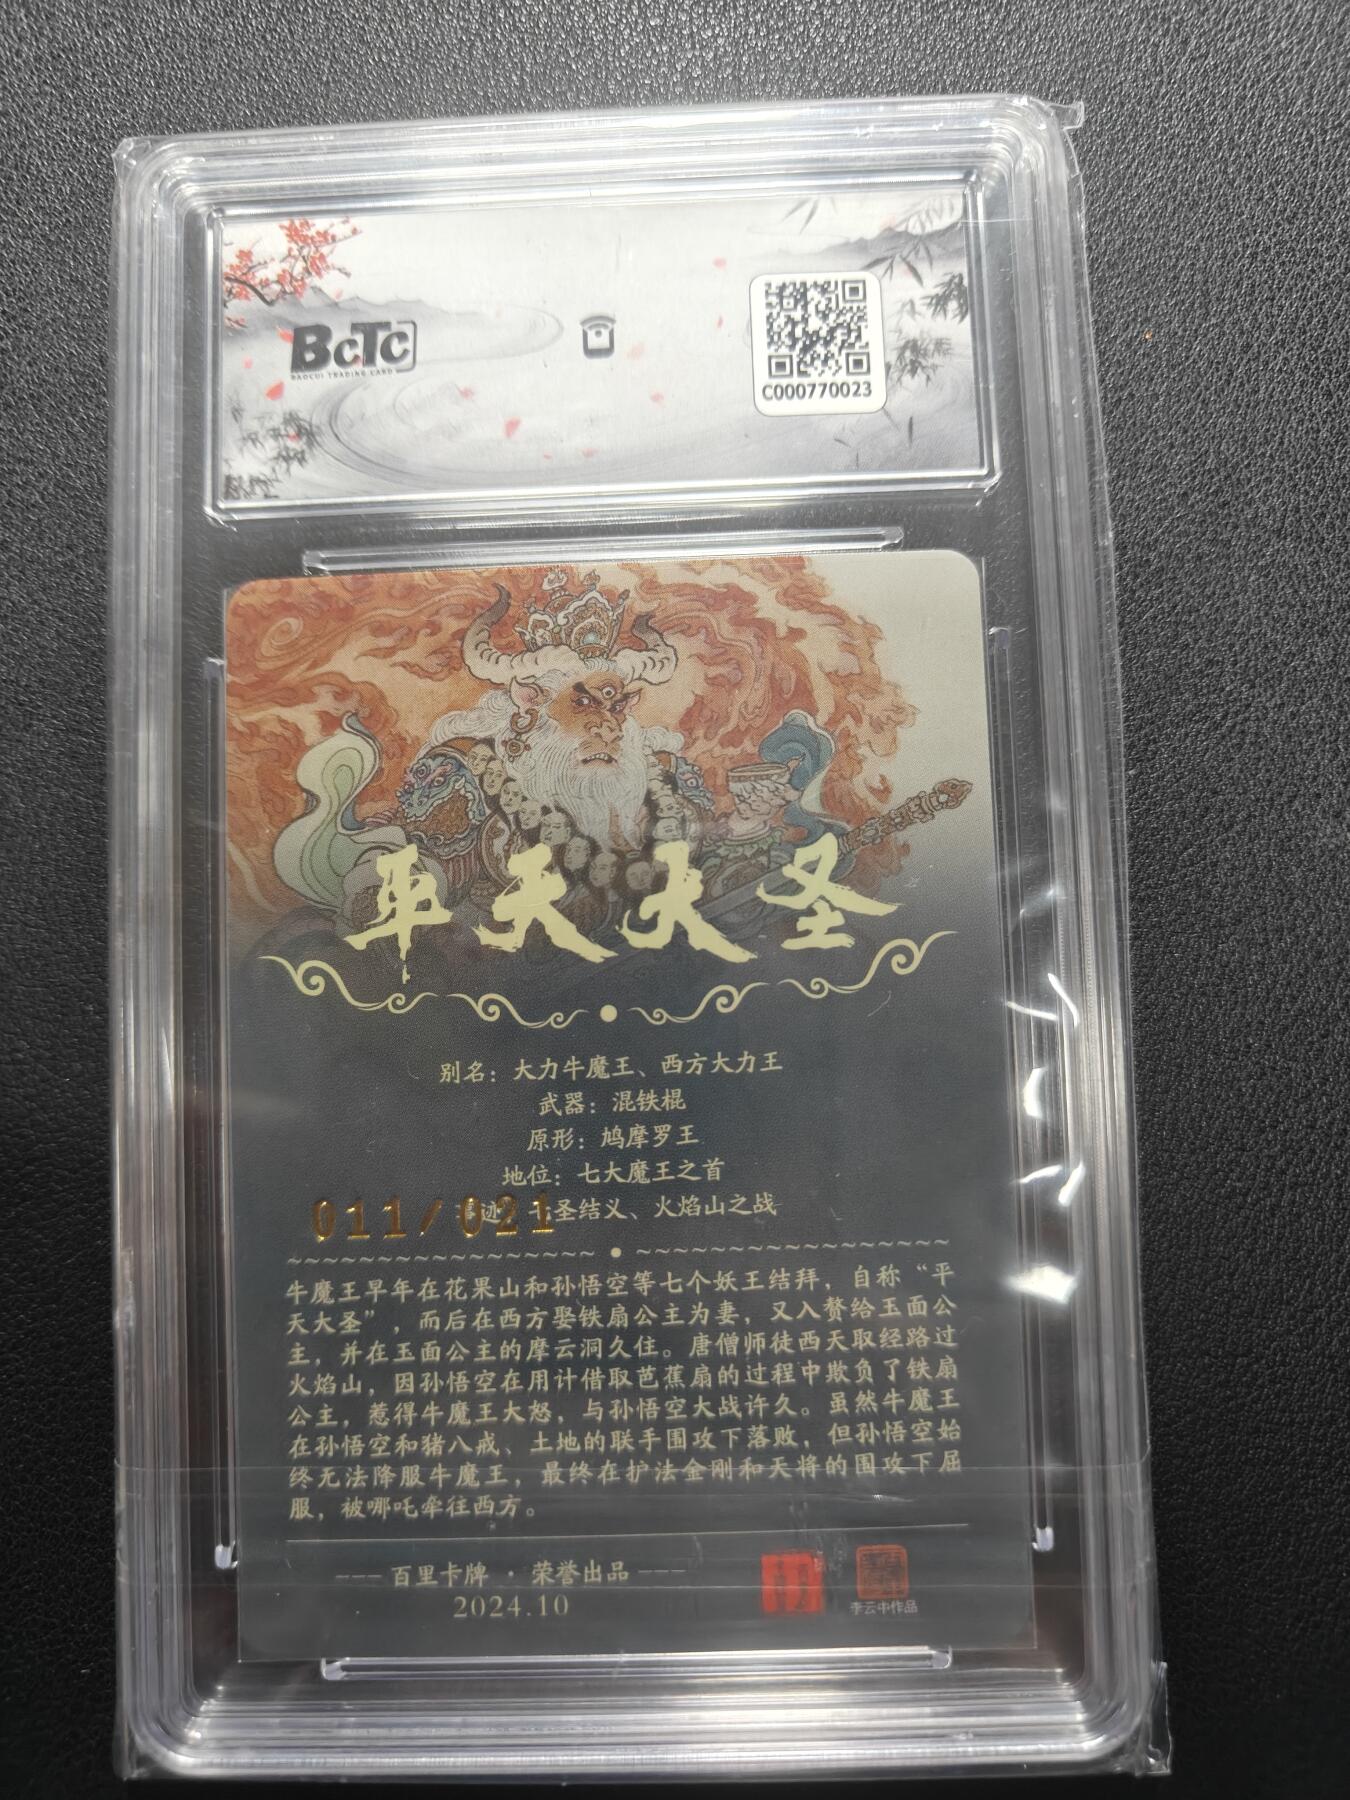 BCTC
BAOCUI TRADING CARD
C000770023
平天大圣
别名：大力牛魔王、西方大力王
武器：混铁棍
原形：鸠摩罗王
地位：七大魔王之首
事迹：七圣结义、火焰山之战
011/021
牛魔王早年在花果山和孙悟空等七个妖王结拜，自称“平
天大圣”，而后在西方娶铁扇公主为妻，又入赘给玉面公
主，并在玉面公主的摩云洞久住。唐僧师徒西天取经路过
火焰山，因孙悟空在用计借取芭蕉扇的过程中欺负了铁扇
公主，惹得牛魔王大怒，与孙悟空大战许久。虽然牛魔王
在孙悟空和猪八戒、土地的联手围攻下落败，但孙悟空始
终无法降服牛魔王，最终在护法金刚和天将的围攻下屈
服，被哪吒牵往西方。
--- 百里卡牌 · 荣誉出品 ---
2024.10
李云中作品